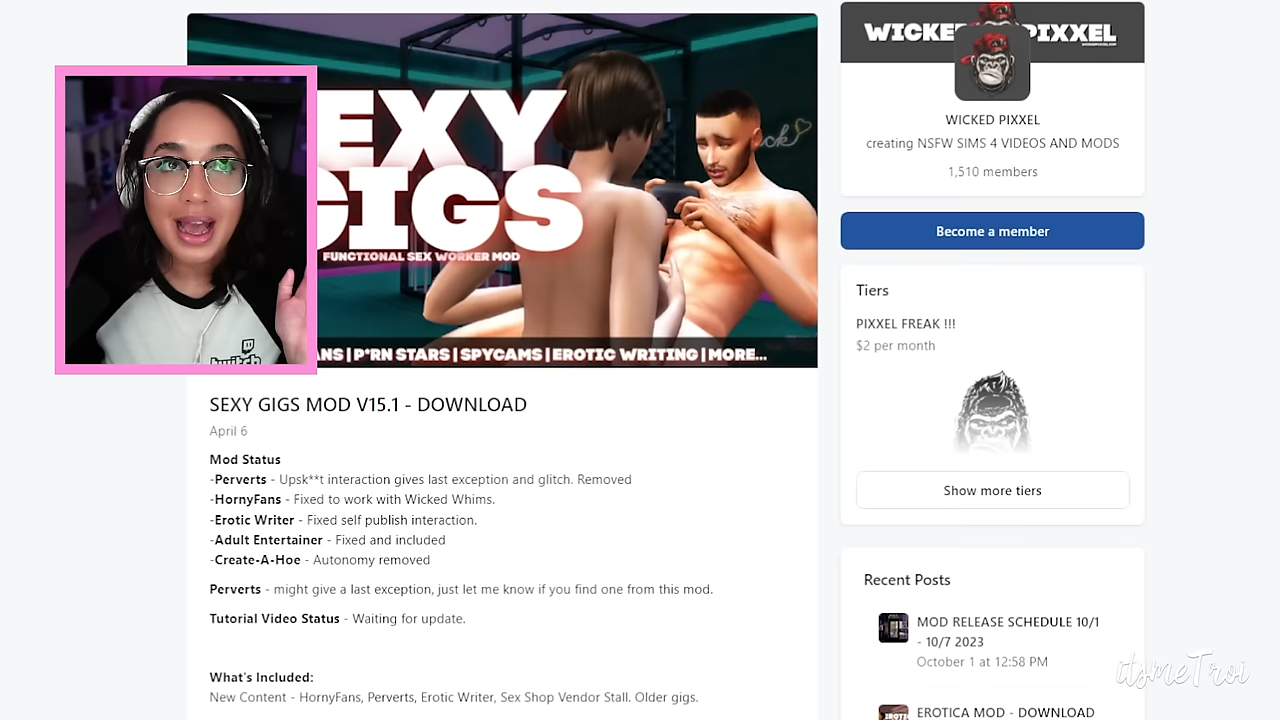 EXY
GIGS
FUNCTIONAL SEX WORKER MOD
ANS | P*RN STARS | SPYCAMS | EROTIC WRITING | MORE...
twitch
SEXY GIGS MOD V15.1 - DOWNLOAD
April 6
Mod Status
-Perverts - Upsk**t interaction gives last exception and glitch. Removed
-HornyFans - Fixed to work with Wicked Whims.
-Erotic Writer - Fixed self publish interaction.
-Adult Entertainer - Fixed and included
-Create-A-Hoe - Autonomy removed
Perverts - might give a last exception, just let me know if you find one from this mod.
Tutorial Video Status - Waiting for update.
What's Included:
New Content - HornyFans, Perverts, Erotic Writer, Sex Shop Vendor Stall. Older gigs.
WICKE PIXXEL
WICKED PIXXEL
creating NSFW SIMS 4 VIDEOS AND MODS
1,510 members
Become a member
Tiers
PIXXEL FREAK !!!
$2 per month
Show more tiers
Recent Posts
MOD RELEASE SCHEDULE 10/1
- 10/7 2023
October 1 at 12:58 PM
EROTICA MOD - DOWNLOAD
itsmeTroi